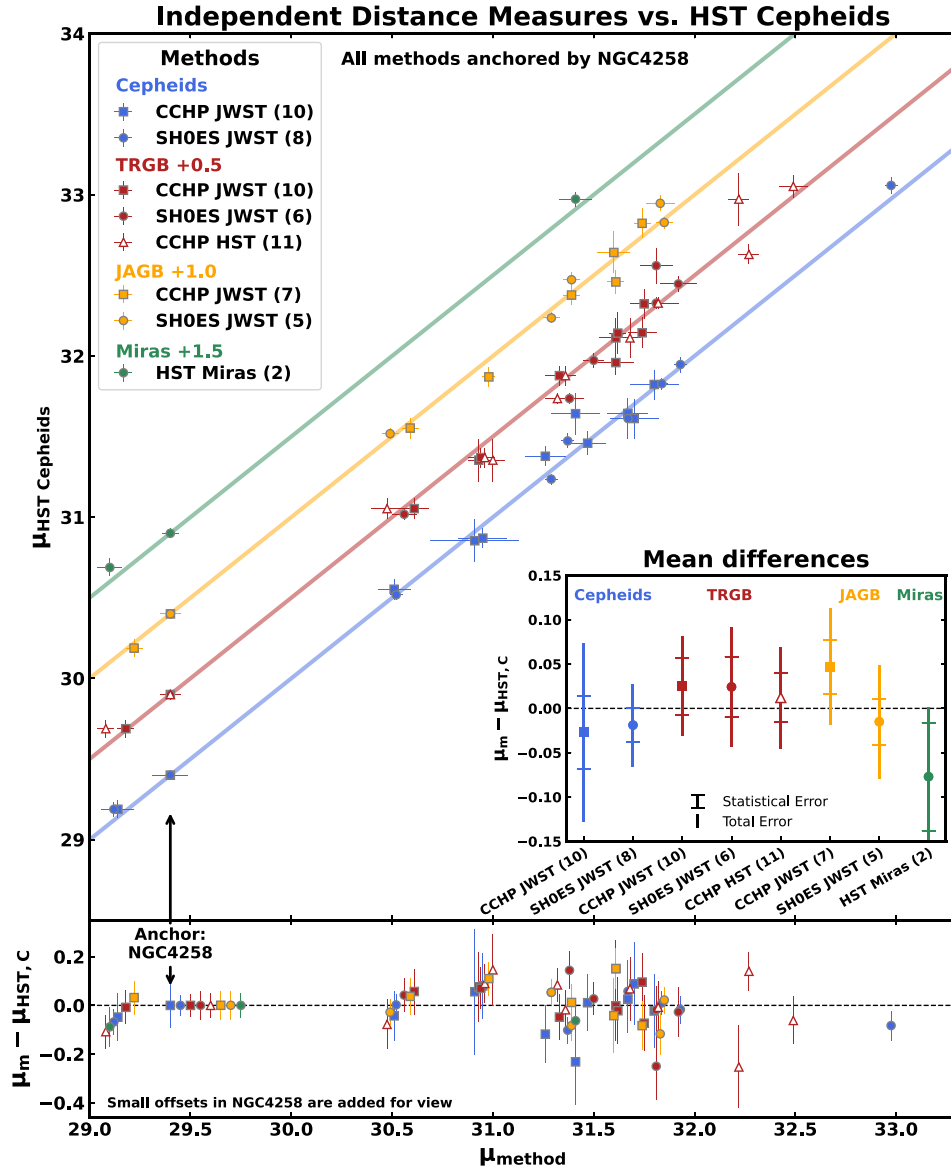 Independent Distance Measures vs. HST Cepheids
34
33
32
31
30
29
μHST Cepheids
All methods anchored by NGC4258
Methods
Cepheids
CCHP JWST (10)
SH0ES JWST (8)
TRGB +0.5
CCHP JWST (10)
SH0ES JWST (6)
CCHP HST (11)
JAGB +1.0
CCHP JWST (7)
SH0ES JWST (5)
Miras +1.5
HST Miras (2)
Mean differences
0.15
0.10
0.05
0.00
−0.05
−0.10
−0.15
μm − μHST, C
Cepheids
TRGB
JAGB
Miras
Statistical Error
Total Error
CCHP JWST (10)
SH0ES JWST (8)
CCHP JWST (10)
SH0ES JWST (6)
CCHP HST (11)
CCHP JWST (7)
SH0ES JWST (5)
HST Miras (2)
Anchor:
NGC4258
0.2
0.0
−0.2
−0.4
μm − μHST, C
Small offsets in NGC4258 are added for view
29.0 29.5 30.0 30.5 31.0 31.5 32.0 32.5 33.0
μmethod